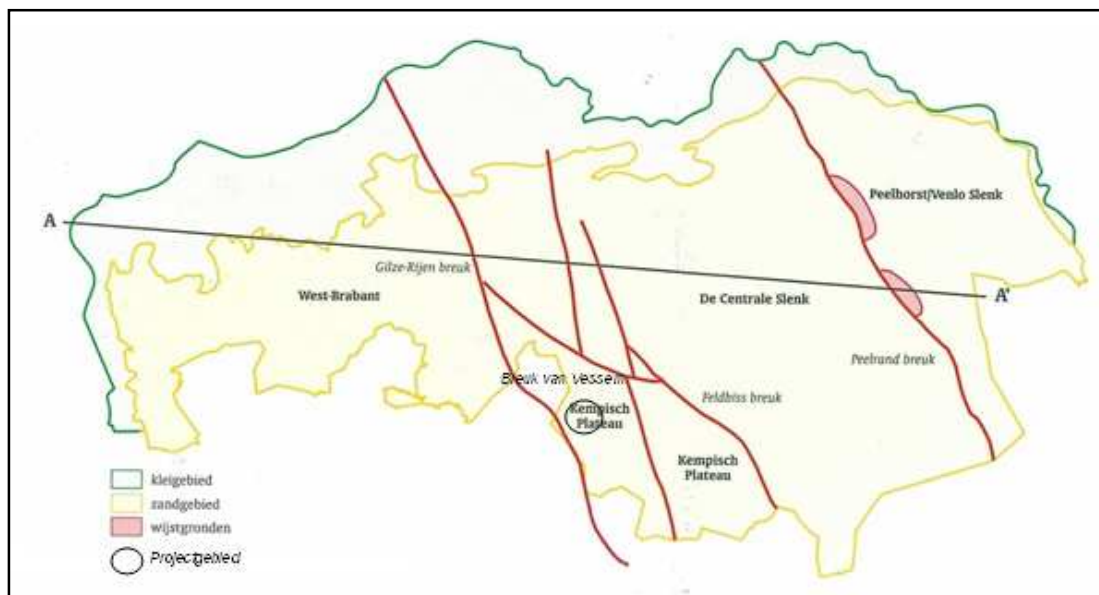 A
Peelhorst/Venlo Slenk
Gilze-Rijen breuk
West-Brabant
De Centrale Slenk
A'
Peelrand breuk
Breuk van Vessem
Feldbiss breuk
Kempisch
Plateau
Kempisch
Plateau
kleigebied
zandgebied
wijstgronden
Projectgebied